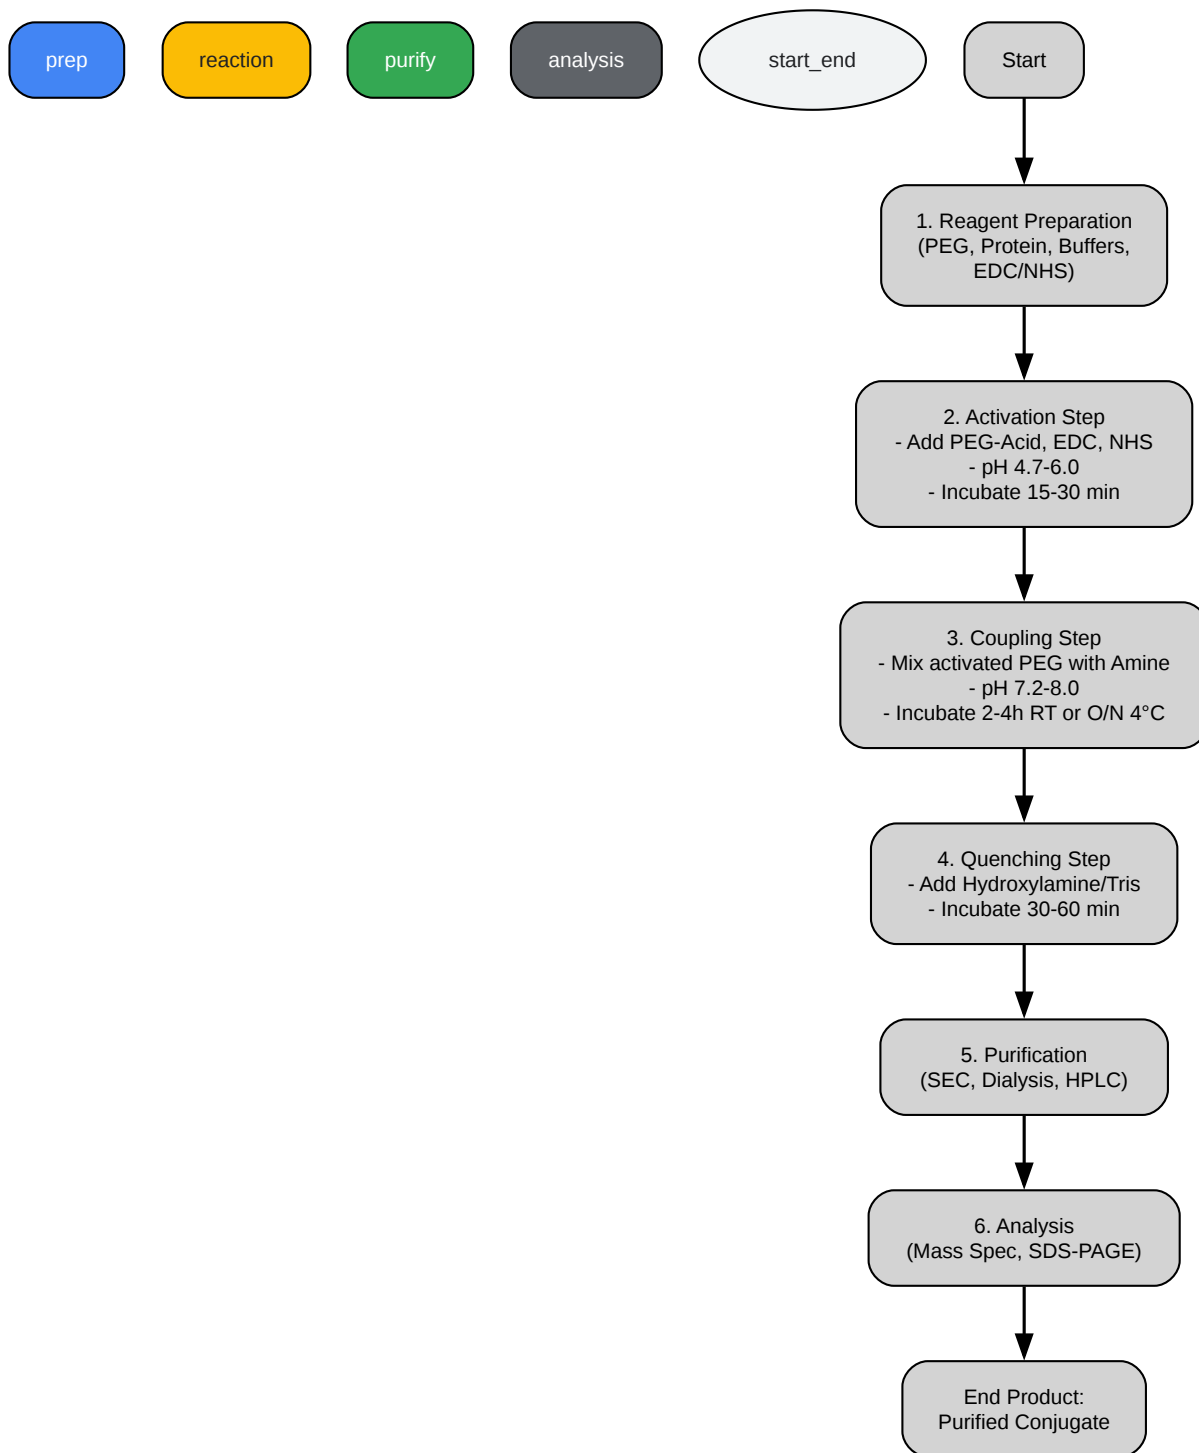 prep
reaction
purify
analysis
start_end
Start
1. Reagent Preparation
(PEG, Protein, Buffers,
EDC/NHS)
2. Activation Step
- Add PEG-Acid, EDC, NHS
- pH 4.7-6.0
- Incubate 15-30 min
3. Coupling Step
- Mix activated PEG with Amine
- pH 7.2-8.0
- Incubate 2-4h RT or O/N 4°C
4. Quenching Step
- Add Hydroxylamine/Tris
- Incubate 30-60 min
5. Purification
(SEC, Dialysis, HPLC)
6. Analysis
(Mass Spec, SDS-PAGE)
End Product:
Purified Conjugate